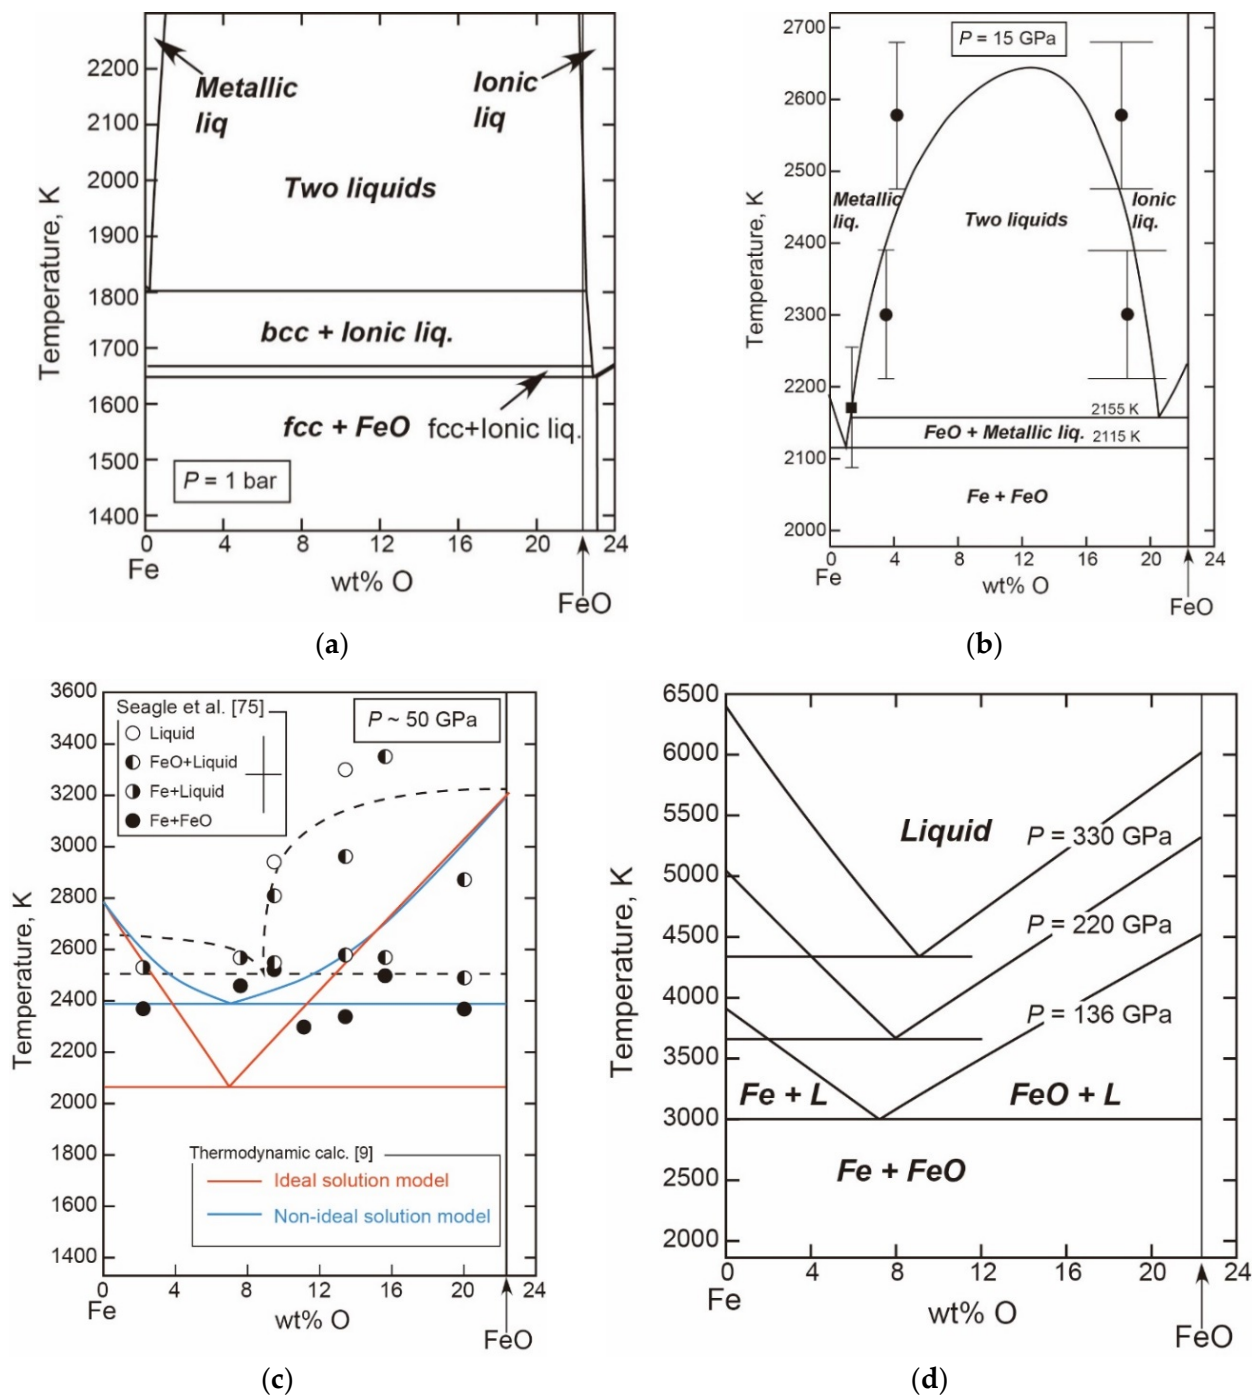 2200
2100
2000
1900
1800
1700
1600
1500
1400
Temperature, K
Metallic
liq
Ionic
liq
Two liquids
bcc + Ionic liq.
fcc + FeO
fcc+Ionic liq.
P = 1 bar
0
4
8
12
16
20
24
Fe
wt% O
FeO
(a)
2700
2600
2500
2400
2300
2200
2100
2000
Temperature, K
P = 15 GPa
Metallic
liq.
Two liquids
Ionic
liq.
2155 K
FeO + Metallic liq.
2115 K
Fe + FeO
0
4
8
12
16
20
24
Fe
wt% O
FeO
(b)
3600
3400
3200
3000
2800
2600
2400
2200
2000
1800
1600
1400
Temperature, K
Seagle et al. [75]
Liquid
FeO+Liquid
Fe+Liquid
Fe+FeO
P ~ 50 GPa
Thermodynamic calc. [9]
Ideal solution model
Non-ideal solution model
0
4
8
12
16
20
24
Fe
wt% O
FeO
(c)
6500
6000
5500
5000
4500
4000
3500
3000
2500
2000
Temperature, K
Liquid
P = 330 GPa
P = 220 GPa
P = 136 GPa
Fe + L
FeO + L
Fe + FeO
0
4
8
12
16
20
24
Fe
wt% O
FeO
(d)